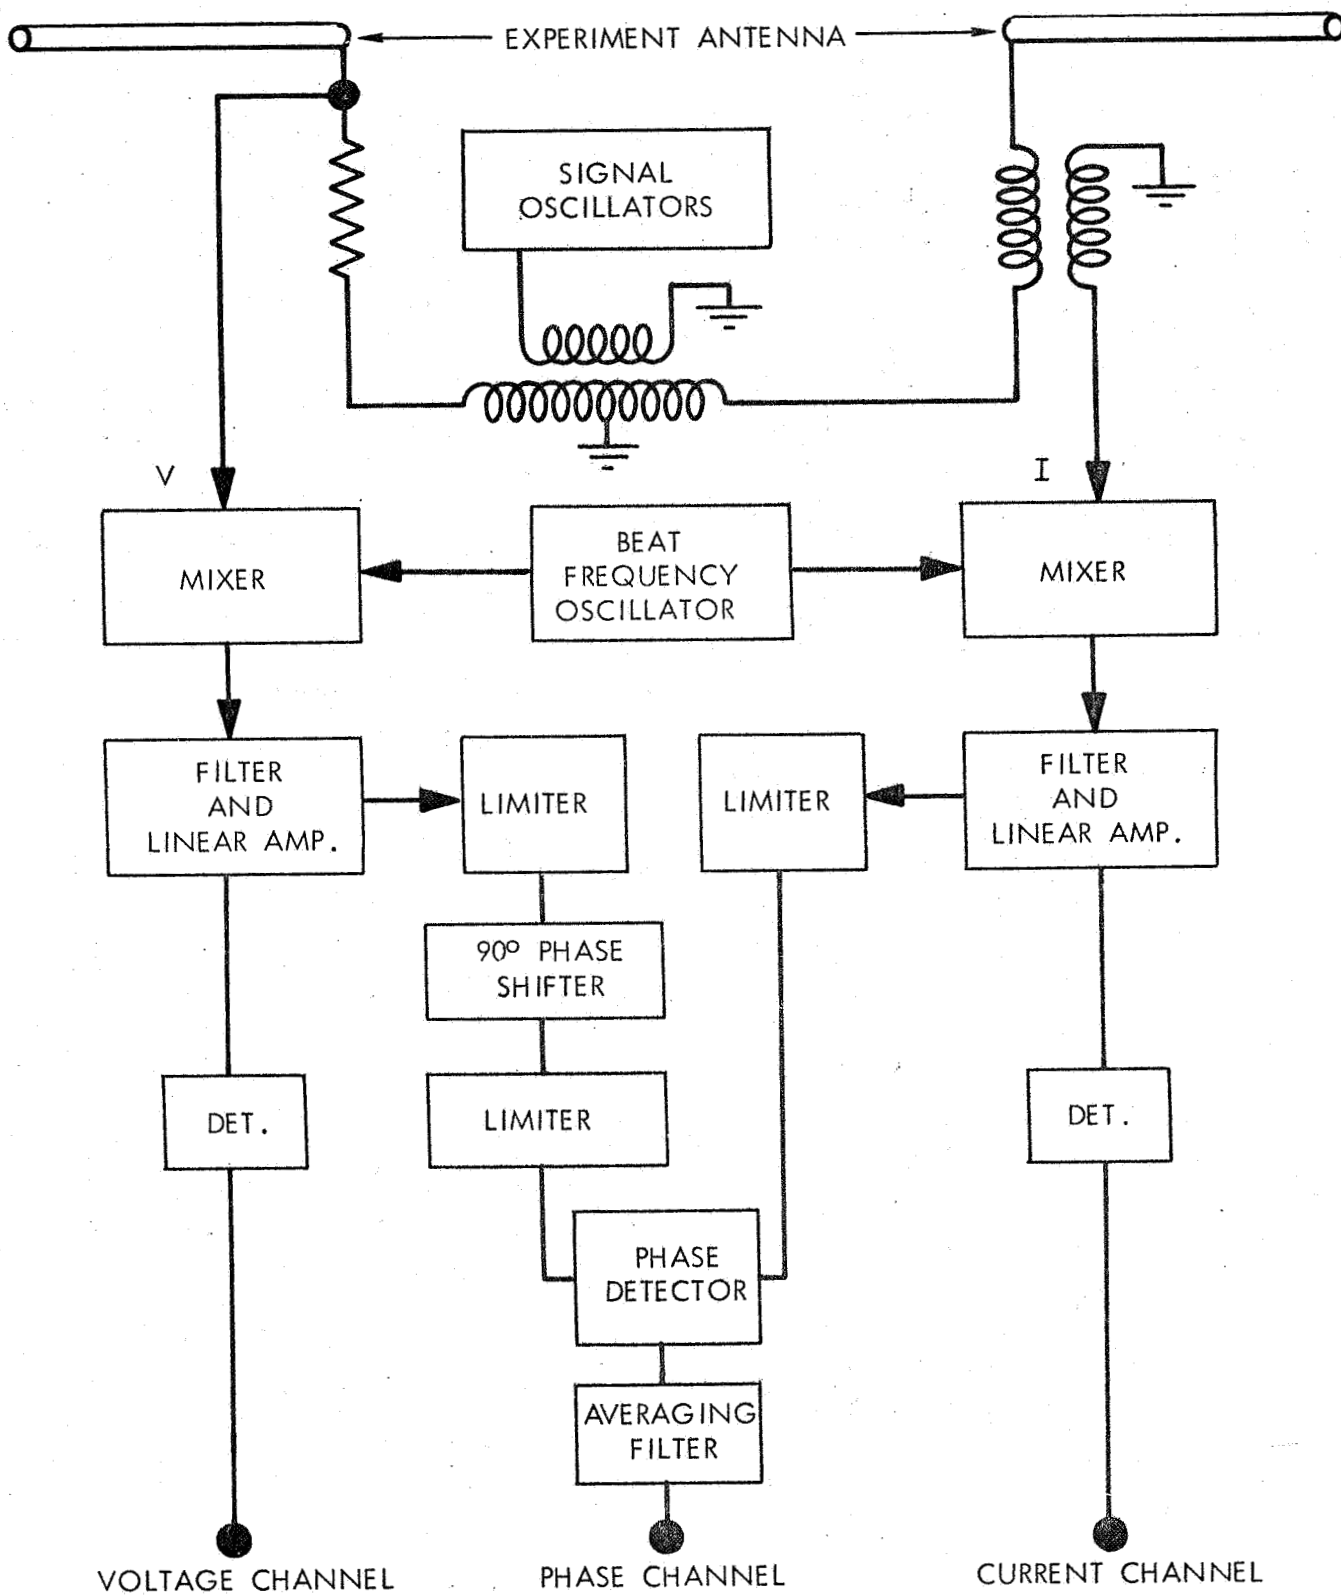 EXPERIMENT ANTENNA
SIGNAL
OSCILLATORS
V
I
MIXER
BEAT
FREQUENCY
OSCILLATOR
MIXER
FILTER
AND
LINEAR AMP.
LIMITER
LIMITER
FILTER
AND
LINEAR AMP.
90º PHASE
SHIFTER
DET.
LIMITER
DET.
PHASE
DETECTOR
AVERAGING
FILTER
VOLTAGE CHANNEL
PHASE CHANNEL
CURRENT CHANNEL